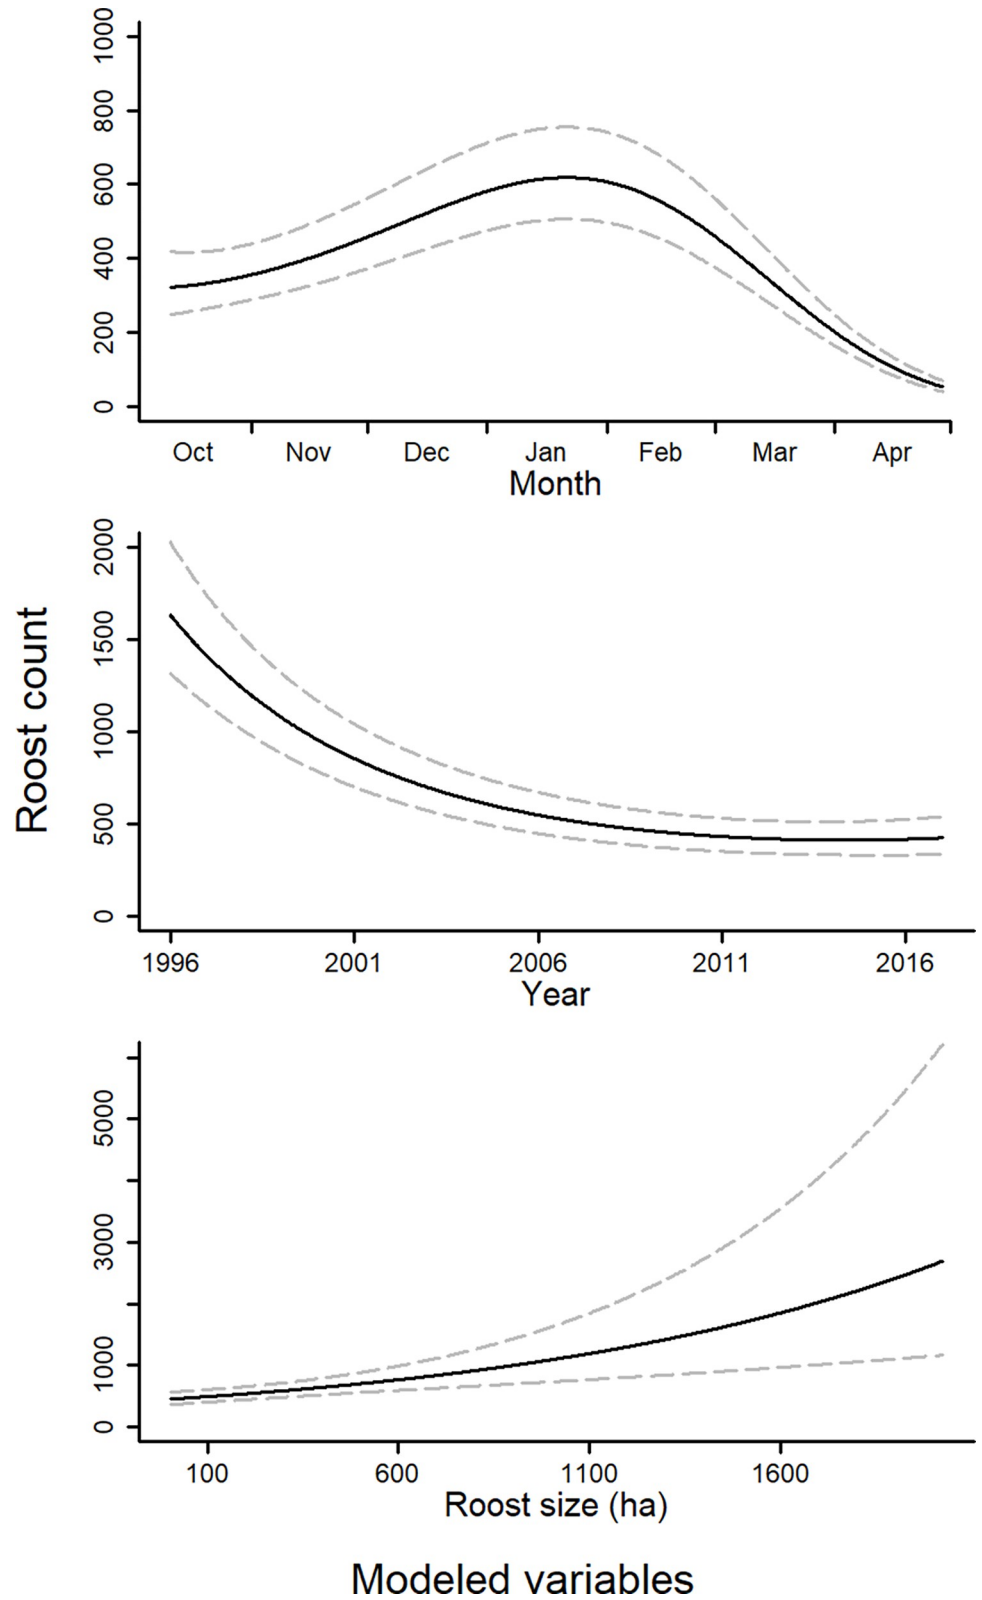 1000
800
600
400
200
0
Oct Nov Dec Jan Feb Mar Apr
Month
Roost count
2000
1500
1000
500
0
1996 2001 2006 2011 2016
Year
5000
3000
1000
0
100 600 1100 1600
Roost size (ha)
Modeled variables